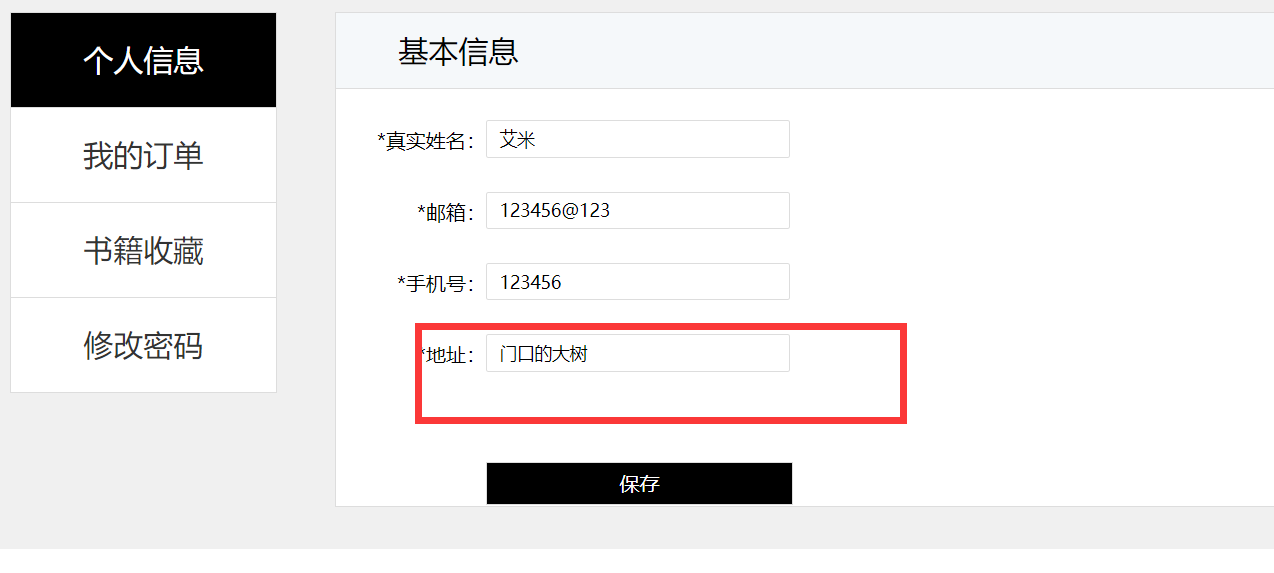 个人信息
我的订单
书籍收藏
修改密码
基本信息
*真实姓名： 艾米
*邮箱： 123456@123
*手机号： 123456
*地址： 门口的大树
保存